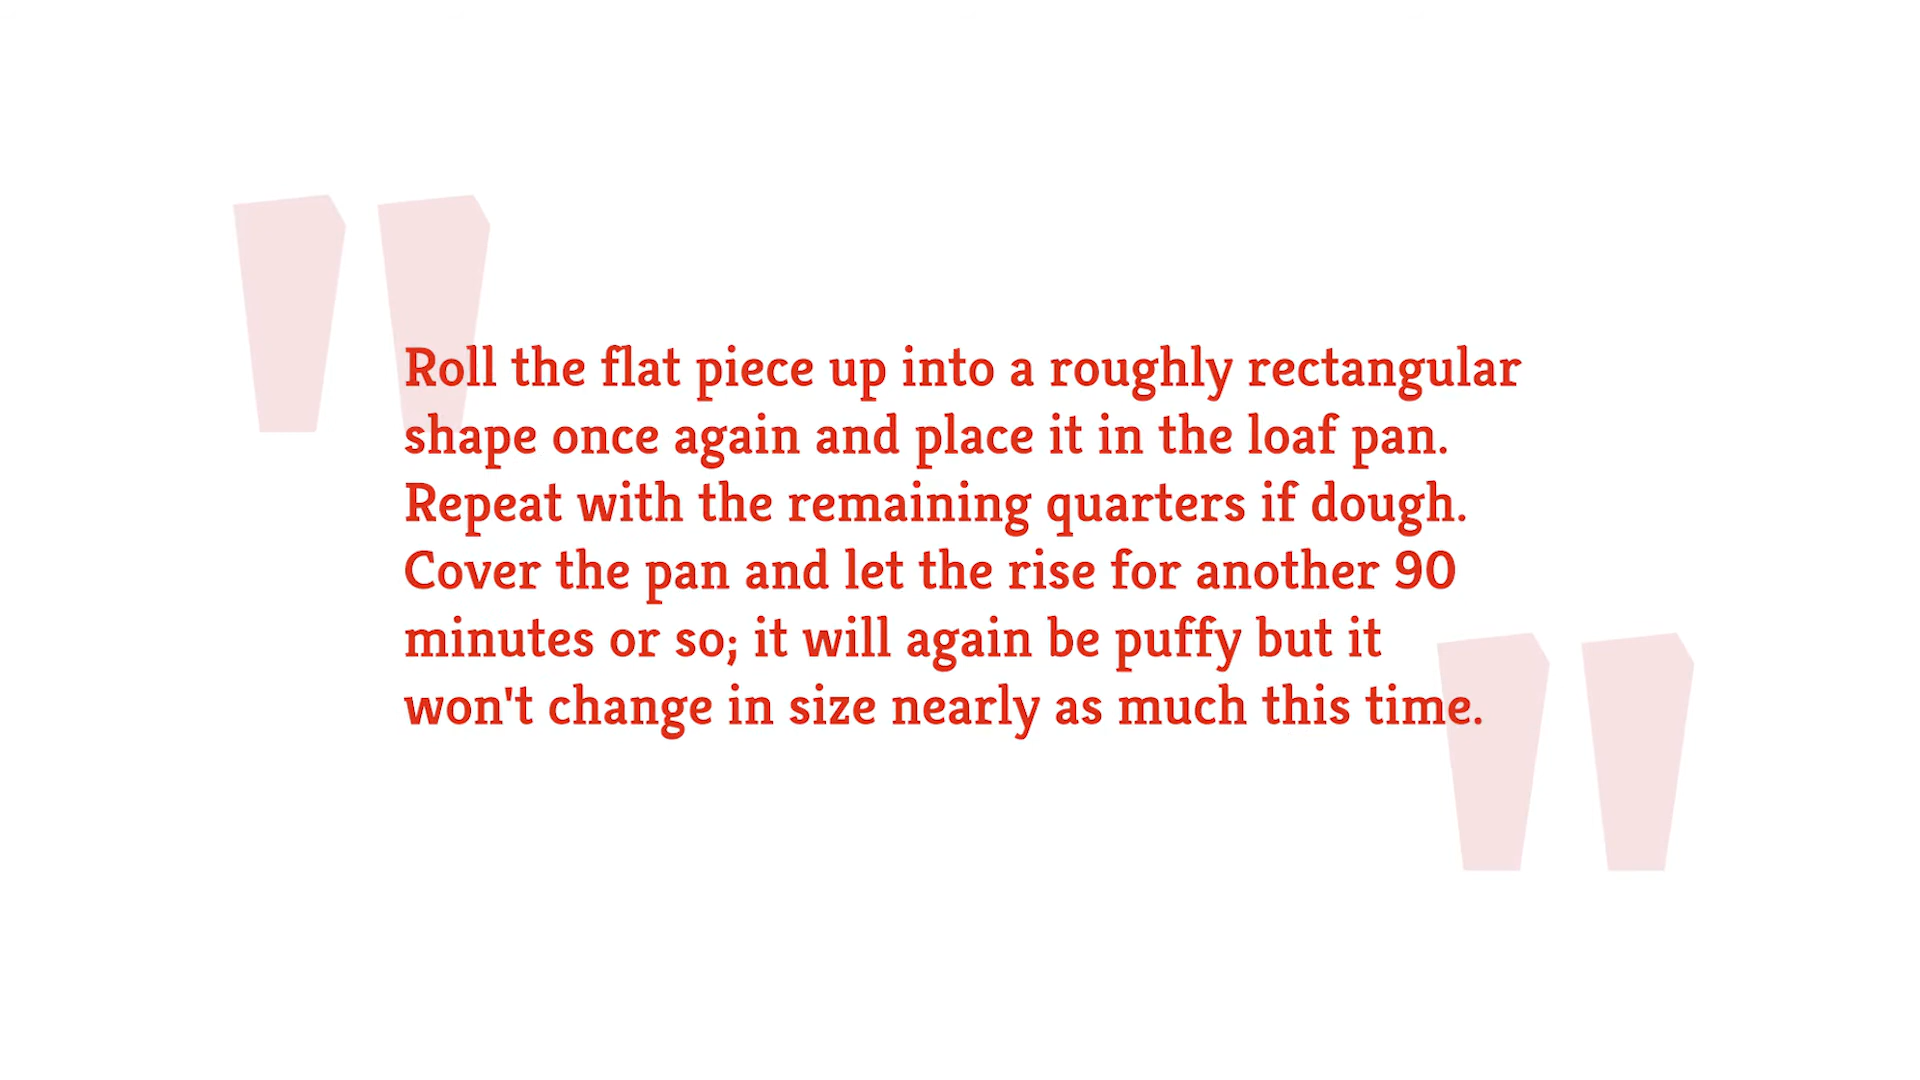 Roll the flat piece up into a roughly rectangular
shape once again and place it in the loaf pan.
Repeat with the remaining quarters if dough.
Cover the pan and let the rise for another 90
minutes or so; it will again be puffy but it
won't change in size nearly as much this time.